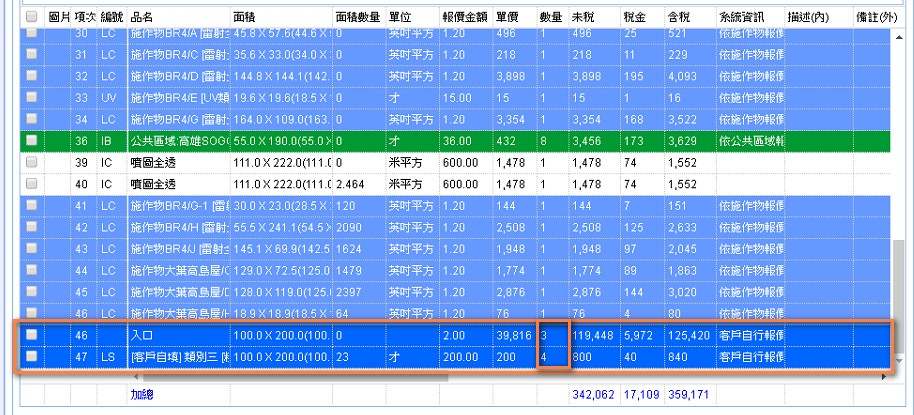 圖片 項次 編號 品名 面積 面積數量 單位 報價金額 單價 數量 未稅 稅金 含稅 系統資訊 描述(內) 備註(外)
30 LC 施作物BR4/A [雷射 45.8 X 57.6(44.6 X 0 英吋平方 1.20 496 1 496 25 521 依施作物報價
31 LC 施作物BR4/C [雷射 35.6 X 33.0(34.0 X 0 英吋平方 1.20 218 1 218 11 229 依施作物報價
32 LC 施作物BR4/D [雷射 144.8 X 144.1(142. 0 英吋平方 1.20 3,898 1 3,898 195 4,093 依施作物報價
33 UV 施作物BR4/E [UV類 19.6 X 19.6(18.5 X 0 才 15.00 15 1 15 1 16 依施作物報價
34 LC 施作物BR4/G [雷射 164.0 X 109.0(163. 0 英吋平方 1.20 3,354 1 3,354 168 3,522 依施作物報價
36 IB 公共區域:高雄SOGO 55.0 X 190.0(55.0 X 0 才 36.00 432 8 3,456 173 3,629 依公共區域報
39 IC 噴圖全透 111.0 X 222.0(111.0 0 米平方 600.00 1,478 1 1,478 74 1,552
40 IC 噴圖全透 111.0 X 222.0(111.0 2.464 米平方 600.00 1,478 1 1,478 74 1,552
41 LC 施作物BR4/G-1 [雷 30.0 X 23.0(28.5 X 120 英吋平方 1.20 144 1 144 7 151 依施作物報價
42 LC 施作物BR4/H [雷射 55.5 X 241.1(54.5 X 2090 英吋平方 1.20 2,508 1 2,508 125 2,633 依施作物報價
43 LC 施作物BR4/J [雷射 145.1 X 69.9(142.5 1624 英吋平方 1.20 1,948 1 1,948 97 2,045 依施作物報價
44 LC 施作物大葉高島屋/ 129.0 X 72.5(125.0 1479 英吋平方 1.20 1,774 1 1,774 89 1,863 依施作物報價
45 LC 施作物大葉高島屋/ 128.0 X 119.0(125. 2397 英吋平方 1.20 2,876 1 2,876 144 3,020 依施作物報價
46 LC 施作物大葉高島屋/ 18.9 X 18.9(18.5 X 64 英吋平方 1.20 76 1 76 4 80 依施作物報價
46 入口 100.0 X 200.0(100. 2.00 39,816 3 119,448 5,972 125,420 客戶自行報價
47 LS [客戶自填] 類別三 [ 100.0 X 200.0(100. 23 才 200.00 200 4 800 40 840 客戶自行報價
加總 342,062 17,109 359,171